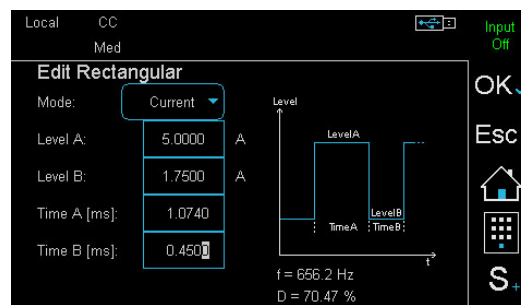 Local CC
Med
Input
Off
Edit Rectangular
Mode: Current
Level A: 5.0000 A
Level B: 1.7500 A
Time A [ms]: 1.0740
Time B [ms]: 0.4500
Level
LevelA
LevelB
TimeA TimeB
t
f = 656.2 Hz
D = 70.47 %
OK
Esc
S+